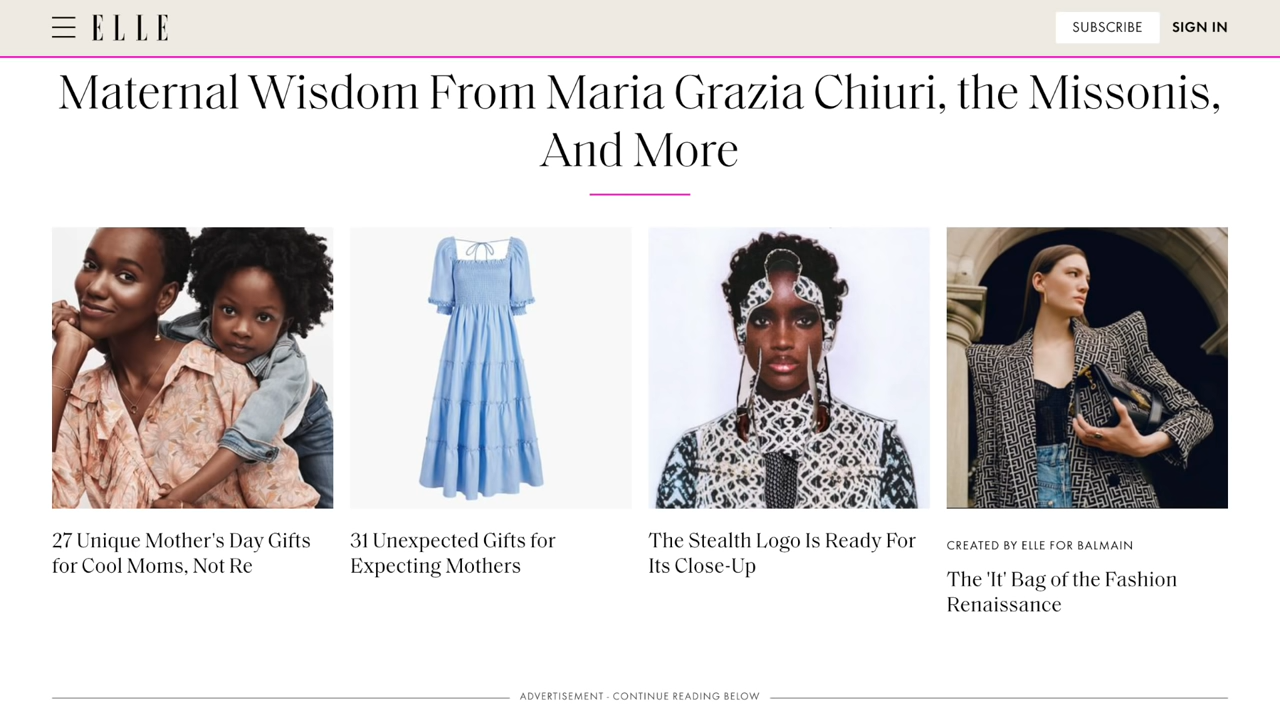 ELLE
SUBSCRIBE
SIGN IN
Maternal Wisdom From Maria Grazia Chiuri, the Missonis,
And More
27 Unique Mother's Day Gifts
for Cool Moms, Not Re
31 Unexpected Gifts for
Expecting Mothers
The Stealth Logo Is Ready For
Its Close-Up
CREATED BY ELLE FOR BALMAIN
The 'It' Bag of the Fashion
Renaissance
ADVERTISEMENT - CONTINUE READING BELOW